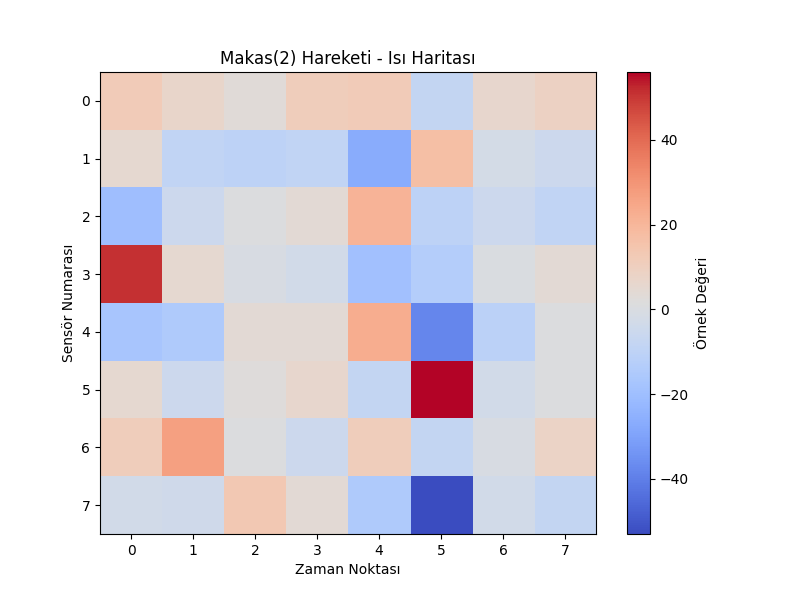 Makas(2) Hareketi - Isı Haritası
Sensör Numarası
0
1
2
3
4
5
6
7
0 1 2 3 4 5 6 7
Zaman Noktası
40
20
0
−20
−40
Örnek Değeri